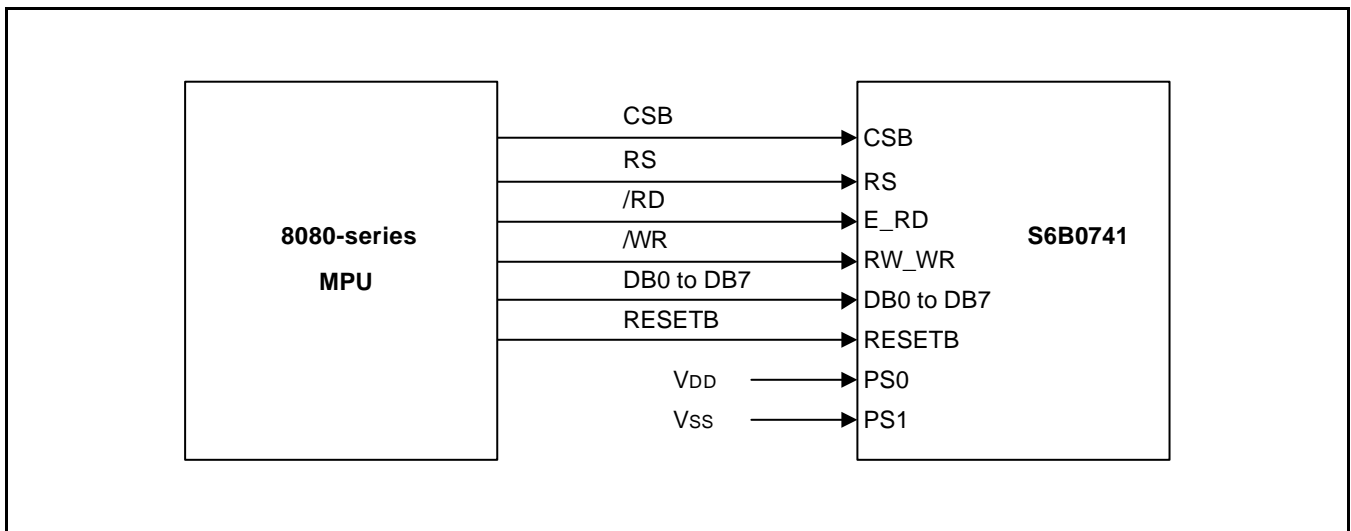 CSB
CSB
RS
RS
/RD
E_RD
8080-series
MPU
S6B0741
/WR
RW_WR
DB0 to DB7
DB0 to DB7
RESETB
RESETB
VDD
PS0
VSS
PS1